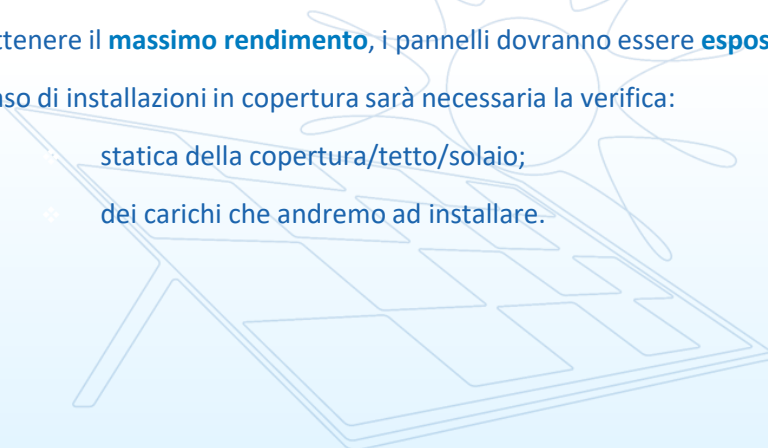 ttenere il massimo rendimento, i pannelli dovranno essere espos
aso di installazioni in copertura sarà necessaria la verifica:
statica della copertura/tetto/solaio;
dei carichi che andremo ad installare.